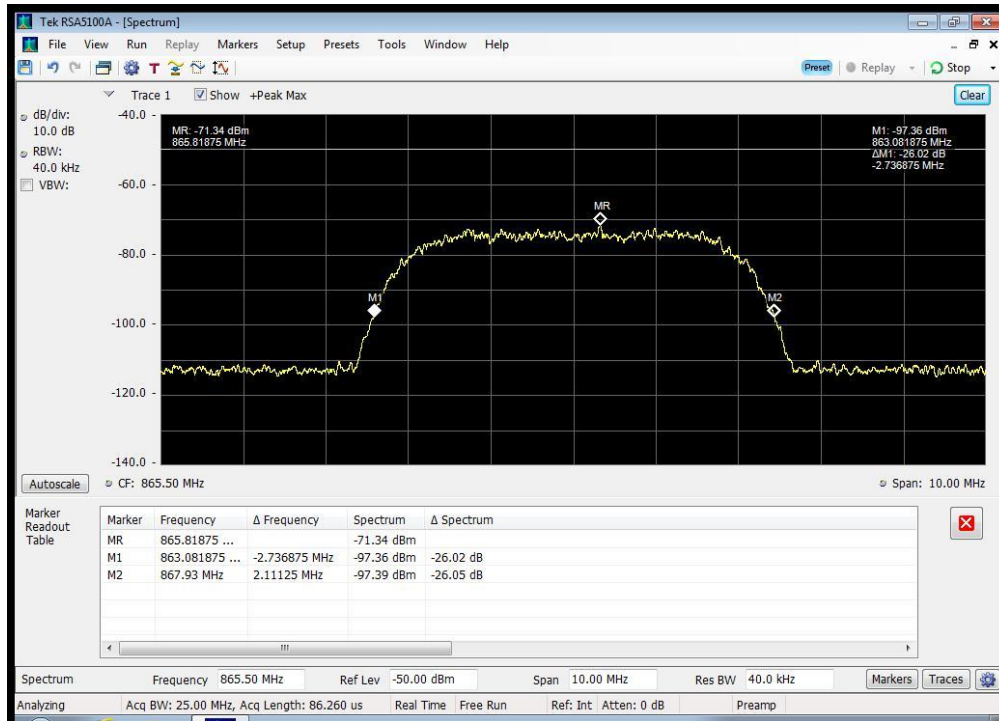 Tek RSA5100A - [Spectrum]
File View Run Replay Markers Setup Presets Tools Window Help
T Preset Replay Stop
Trace 1 Show +Peak Max Clear
dB/div:
10.0 dB
RBW:
40.0 kHz
VBW:
-40.0
-60.0
-80.0
-100.0
-120.0
-140.0
MR: -71.34 dBm
865.81875 MHz
M1: -97.36 dBm
863.081875 MHz
ΔM1: -26.02 dB
-2.736875 MHz
MR
M1
M2
Autoscale CF: 865.50 MHz Span: 10.00 MHz
Marker
Readout
Table
Marker Frequency Δ Frequency Spectrum Δ Spectrum
MR 865.81875 ... -71.34 dBm
M1 863.081875 ... -2.736875 MHz -97.36 dBm -26.02 dB
M2 867.93 MHz 2.11125 MHz -97.39 dBm -26.05 dB
Spectrum Frequency 865.50 MHz Ref Lev -50.00 dBm Span 10.00 MHz Res BW 40.0 kHz Markers Traces
Analyzing Acq BW: 25.00 MHz, Acq Length: 86.260 us Real Time Free Run Ref: Int Atten: 0 dB Preamp